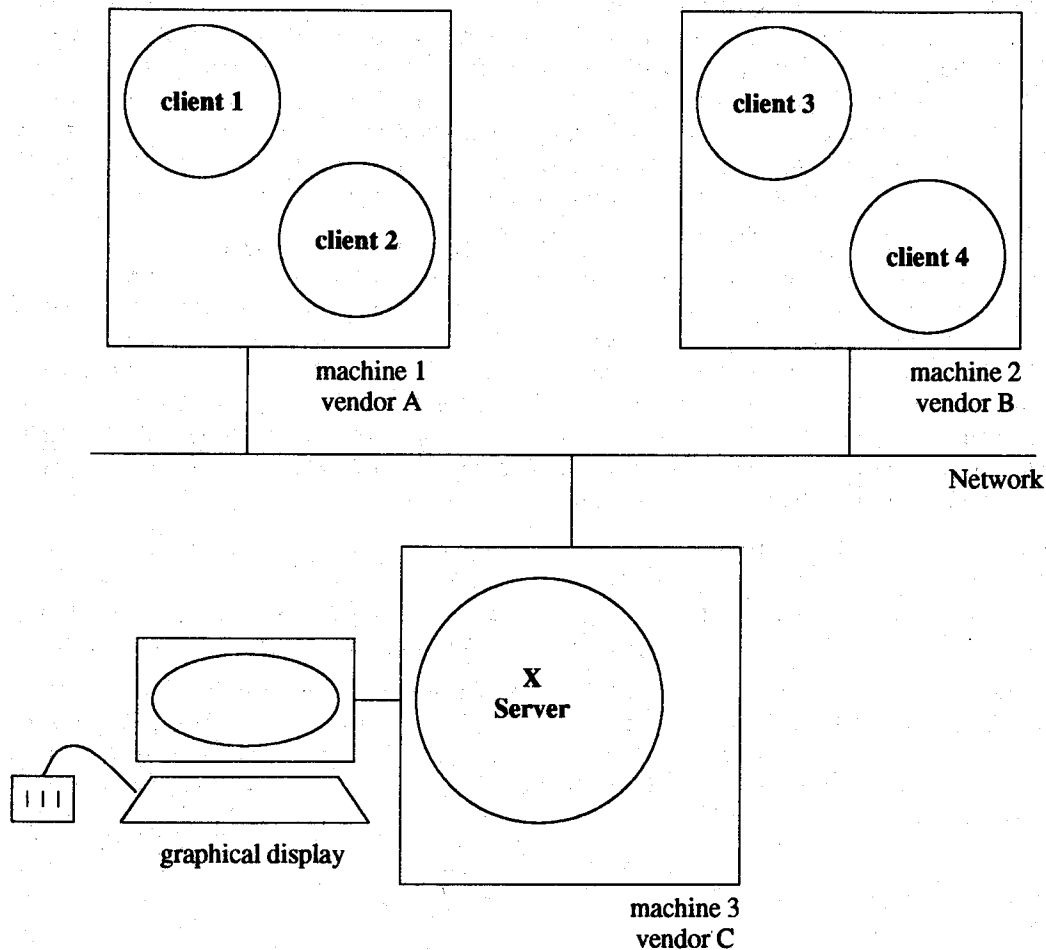 client 1
client 2
machine 1
vendor A
client 3
client 4
machine 2
vendor B
Network
X
Server
graphical display
machine 3
vendor C